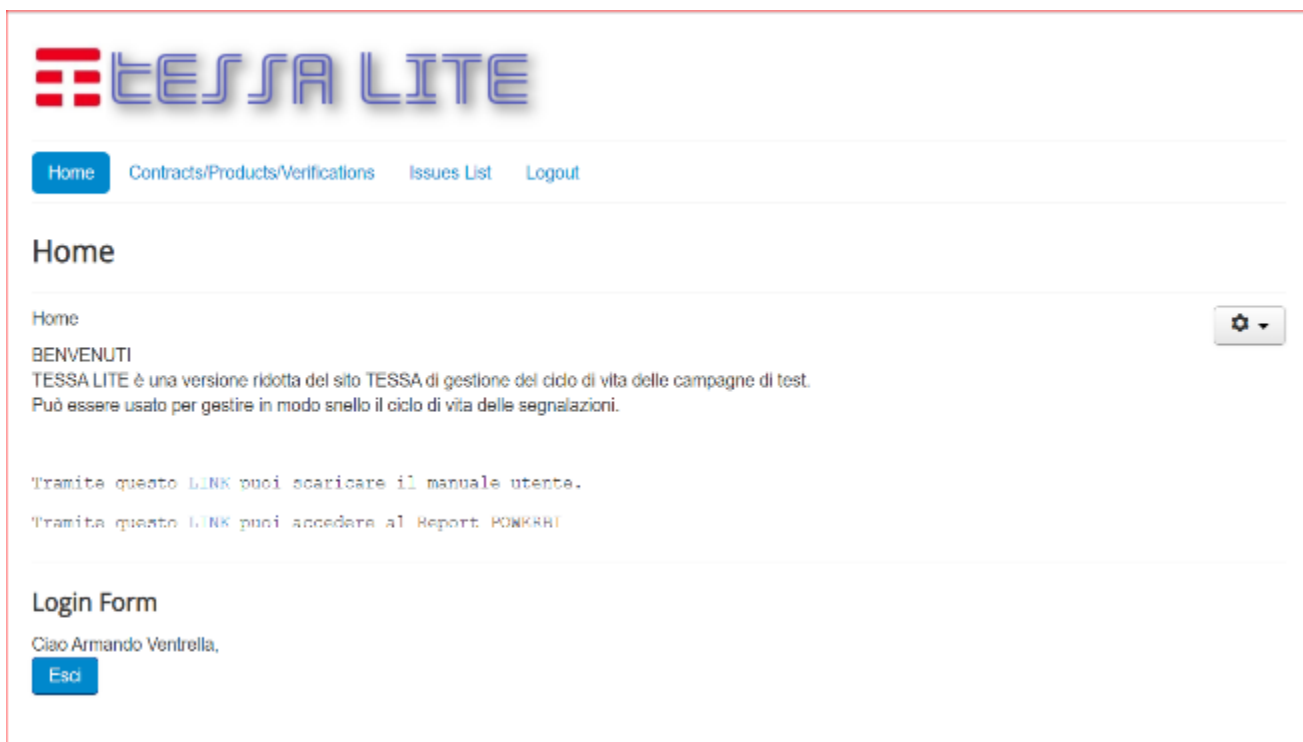 TESSA LITE
Home Contracts/Products/Verifications Issues List Logout
Home
Home
BENVENUTI
TESSA LITE è una versione ridotta del sito TESSA di gestione del ciclo di vita delle campagne di test.
Può essere usato per gestire in modo snello il ciclo di vita delle segnalazioni.
Tramite questo LINK puoi scaricare il manuale utente.
Tramite questo LINK puoi accedere al Report POWERBI
Login Form
Ciao Armando Ventrella,
Esci